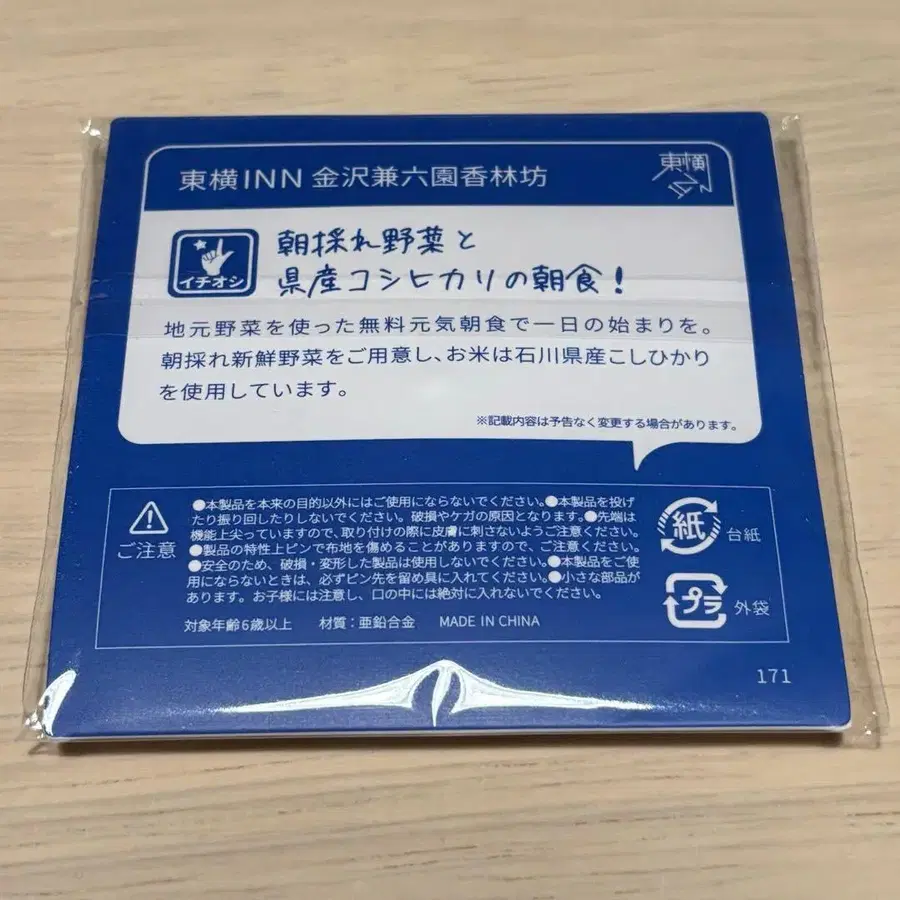 東横INN 金沢兼六園香林坊
東横イン
イチオシ
朝採れ野菜と
県産コシヒカリの朝食！
地元野菜を使った無料元気朝食で一日の始まりを。
朝採れ新鮮野菜をご用意し、お米は石川県産こしひかり
を使用しています。
※記載内容は予告なく変更する場合があります。
ご注意
●本製品を本来の目的以外にはご使用にならないでください。●本製品を投げ
たり振り回したりしないでください。破損やケガの原因となります。●先端は
機能上尖っていますので、取り付けの際に皮膚に刺さないようご注意ください。
●製品の特性上ピンで布地を傷めることがありますので、ご注意ください。
●安全のため、破損・変形した製品は使用しないでください。●本製品をご使
用にならないときは、必ずピン先を留め具に入れてください。●小さな部品が
あります。お子様には注意し、口の中には絶対に入れないでください。
対象年齢6歳以上 材質：亜鉛合金 MADE IN CHINA
紙 台紙
プラ 外袋
171